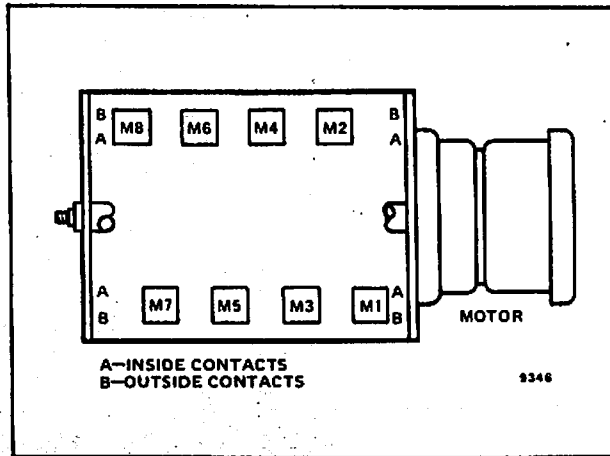 B M8 M6 M4 M2 B
A A
A A
M7 M5 M3 M1
B B
MOTOR
A—INSIDE CONTACTS
B—OUTSIDE CONTACTS
9346